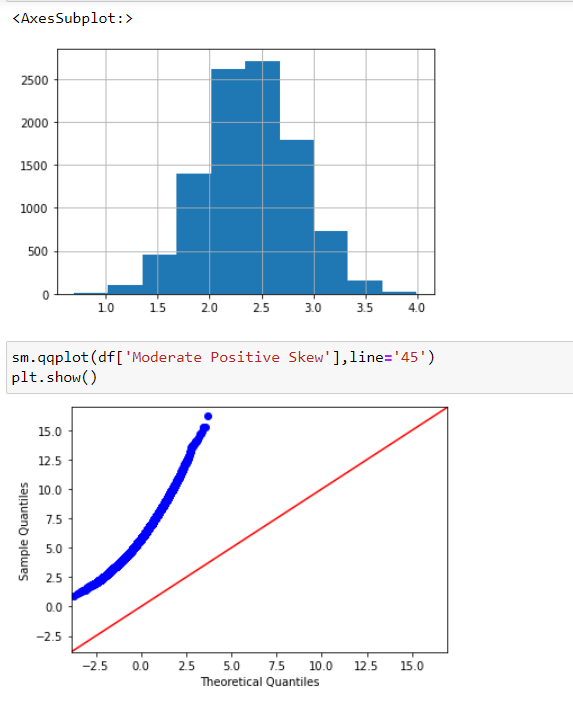 <AxesSubplot:>
2500
2000
1500
1000
500
0
1.0 1.5 2.0 2.5 3.0 3.5 4.0
sm.qqplot(df['Moderate Positive Skew'],line='45')
plt.show()
15.0
12.5
10.0
7.5
5.0
2.5
0.0
−2.5
Sample Quantiles
−2.5 0.0 2.5 5.0 7.5 10.0 12.5 15.0
Theoretical Quantiles